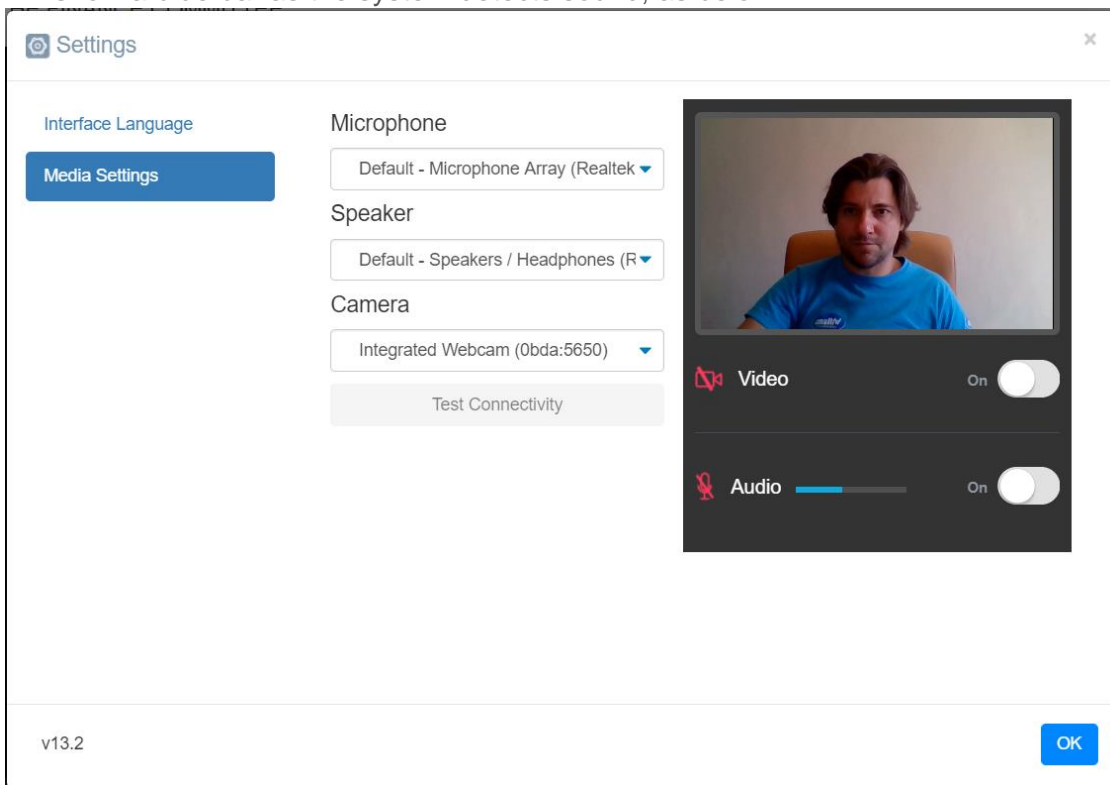 Settings
×
Interface Language
Media Settings
Microphone
Default - Microphone Array (Realtek
Speaker
Default - Speakers / Headphones (R
Camera
Integrated Webcam (0bda:5650)
Test Connectivity
Video On
Audio On
v13.2
OK